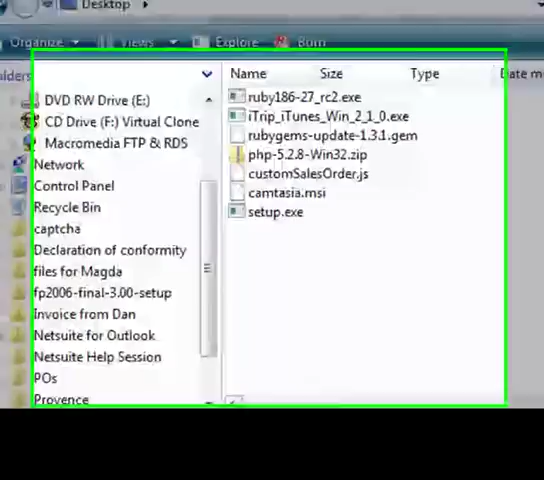 Desktop
Organize Views Explore Burn
Folders
Name Size Type Date m
DVD RW Drive (E:)
CD Drive (F:) Virtual Clone
Macromedia FTP & RDS
Network
Control Panel
Recycle Bin
captcha
Declaration of conformity
files for Magda
fp2006-final-3.00-setup
Invoice from Dan
Netsuite for Outlook
Netsuite Help Session
POs
Provence
ruby186-27_rc2.exe
iTrip_iTunes_Win_2_1_0.exe
rubygems-update-1.3.1.gem
php-5.2.8-Win32.zip
customSalesOrder.js
camtasia.msi
setup.exe